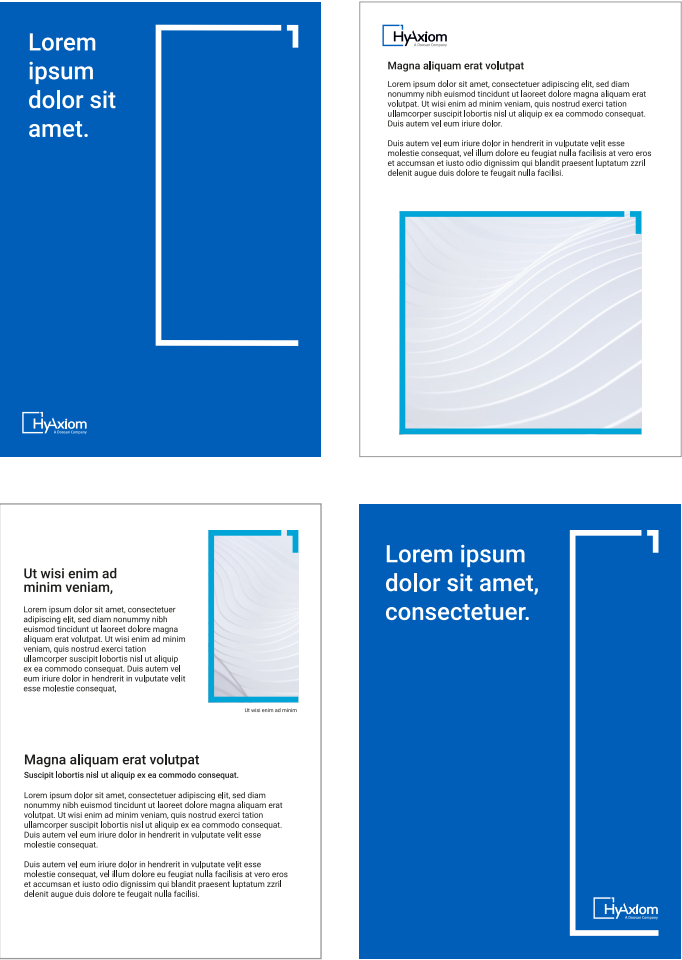 Lorem
ipsum
dolor sit
amet.
HyAxiom
A Doosan Company
HyAxiom
A Doosan Company
Magna aliquam erat volutpat
Lorem ipsum dolor sit amet, consectetuer adipiscing elit, sed diam
nonummy nibh euismod tincidunt ut laoreet dolore magna aliquam erat
volutpat. Ut wisi enim ad minim veniam, quis nostrud exerci tation
ullamcorper suscipit lobortis nisl ut aliquip ex ea commodo consequat.
Duis autem vel eum iriure dolor.
Duis autem vel eum iriure dolor in hendrerit in vulputate velit esse
molestie consequat, vel illum dolore eu feugiat nulla facilisis at vero eros
et accumsan et iusto odio dignissim qui blandit praesent luptatum zzril
delenit augue duis dolore te feugait nulla facilisi.
Ut wisi enim ad
minim veniam,
Lorem ipsum dolor sit amet, consectetuer
adipiscing elit, sed diam nonummy nibh
euismod tincidunt ut laoreet dolore magna
aliquam erat volutpat. Ut wisi enim ad minim
veniam, quis nostrud exerci tation
ullamcorper suscipit lobortis nisl ut aliquip
ex ea commodo consequat. Duis autem vel
eum iriure dolor in hendrerit in vulputate velit
esse molestie consequat,
Ut wisi enim ad minim
Magna aliquam erat volutpat
Suscipit lobortis nisl ut aliquip ex ea commodo consequat.
Lorem ipsum dolor sit amet, consectetuer adipiscing elit, sed diam
nonummy nibh euismod tincidunt ut laoreet dolore magna aliquam erat
volutpat. Ut wisi enim ad minim veniam, quis nostrud exerci tation
ullamcorper suscipit lobortis nisl ut aliquip ex ea commodo consequat.
Duis autem vel eum iriure dolor in hendrerit in vulputate velit esse
molestie consequat.
Duis autem vel eum iriure dolor in hendrerit in vulputate velit esse
molestie consequat, vel illum dolore eu feugiat nulla facilisis at vero eros
et accumsan et iusto odio dignissim qui blandit praesent luptatum zzril
delenit augue duis dolore te feugait nulla facilisi.
Lorem ipsum
dolor sit amet,
consectetuer.
HyAxiom
A Doosan Company